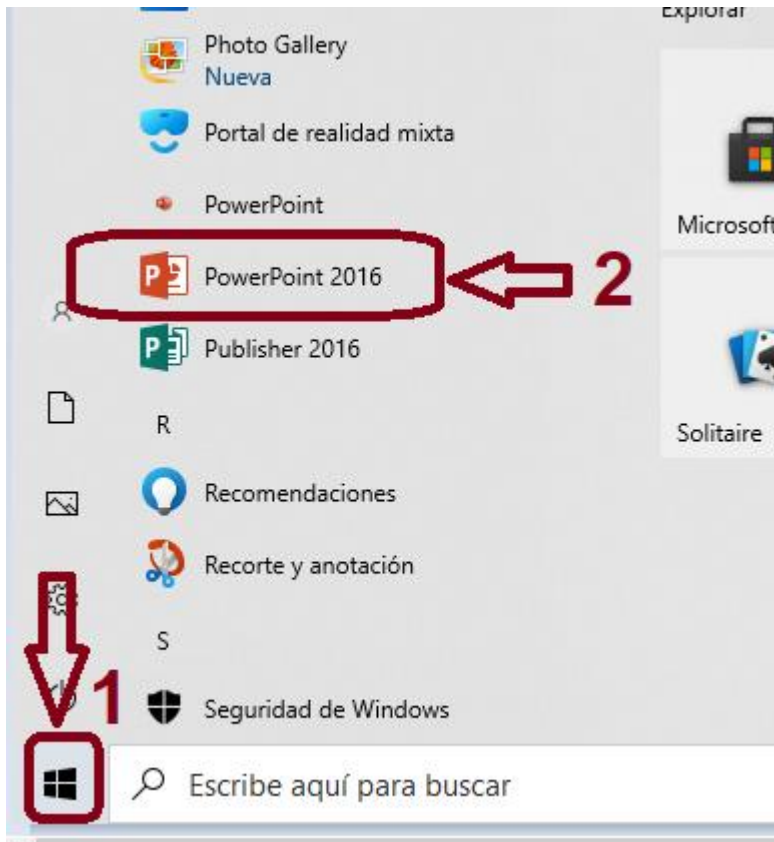 Explorar
Photo Gallery
Nueva
Portal de realidad mixta
PowerPoint
Microsoft
PowerPoint 2016
2
Publisher 2016
R
Solitaire
Recomendaciones
Recorte y anotación
S
1
Seguridad de Windows
Escribe aquí para buscar